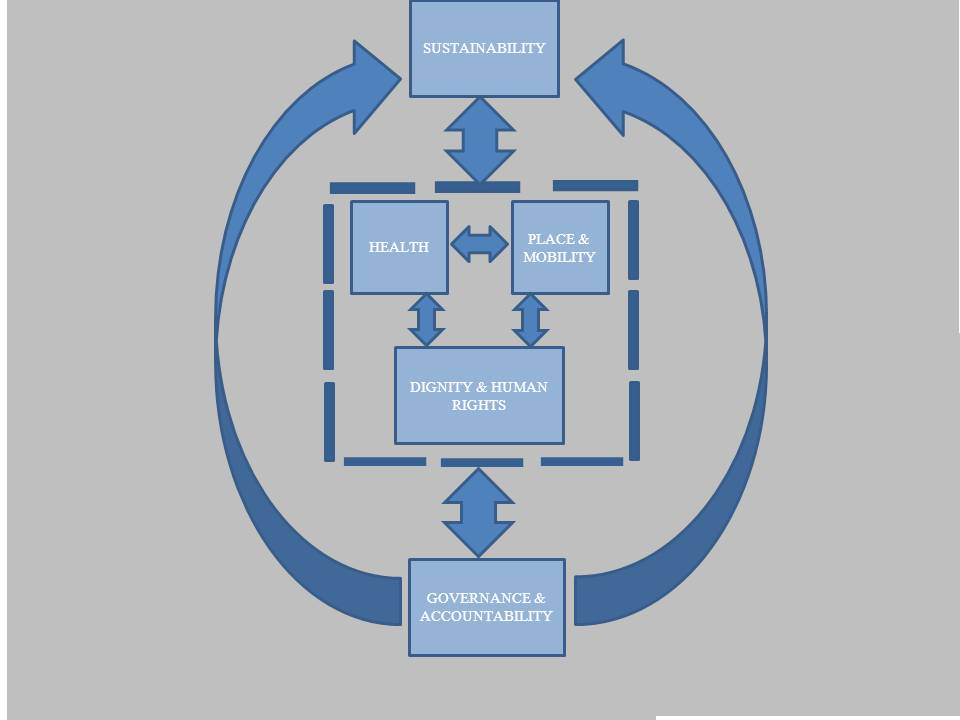 SUSTAINABILITY
HEALTH
PLACE &
MOBILITY
DIGNITY & HUMAN
RIGHTS
GOVERNANCE &
ACCOUNTABILITY